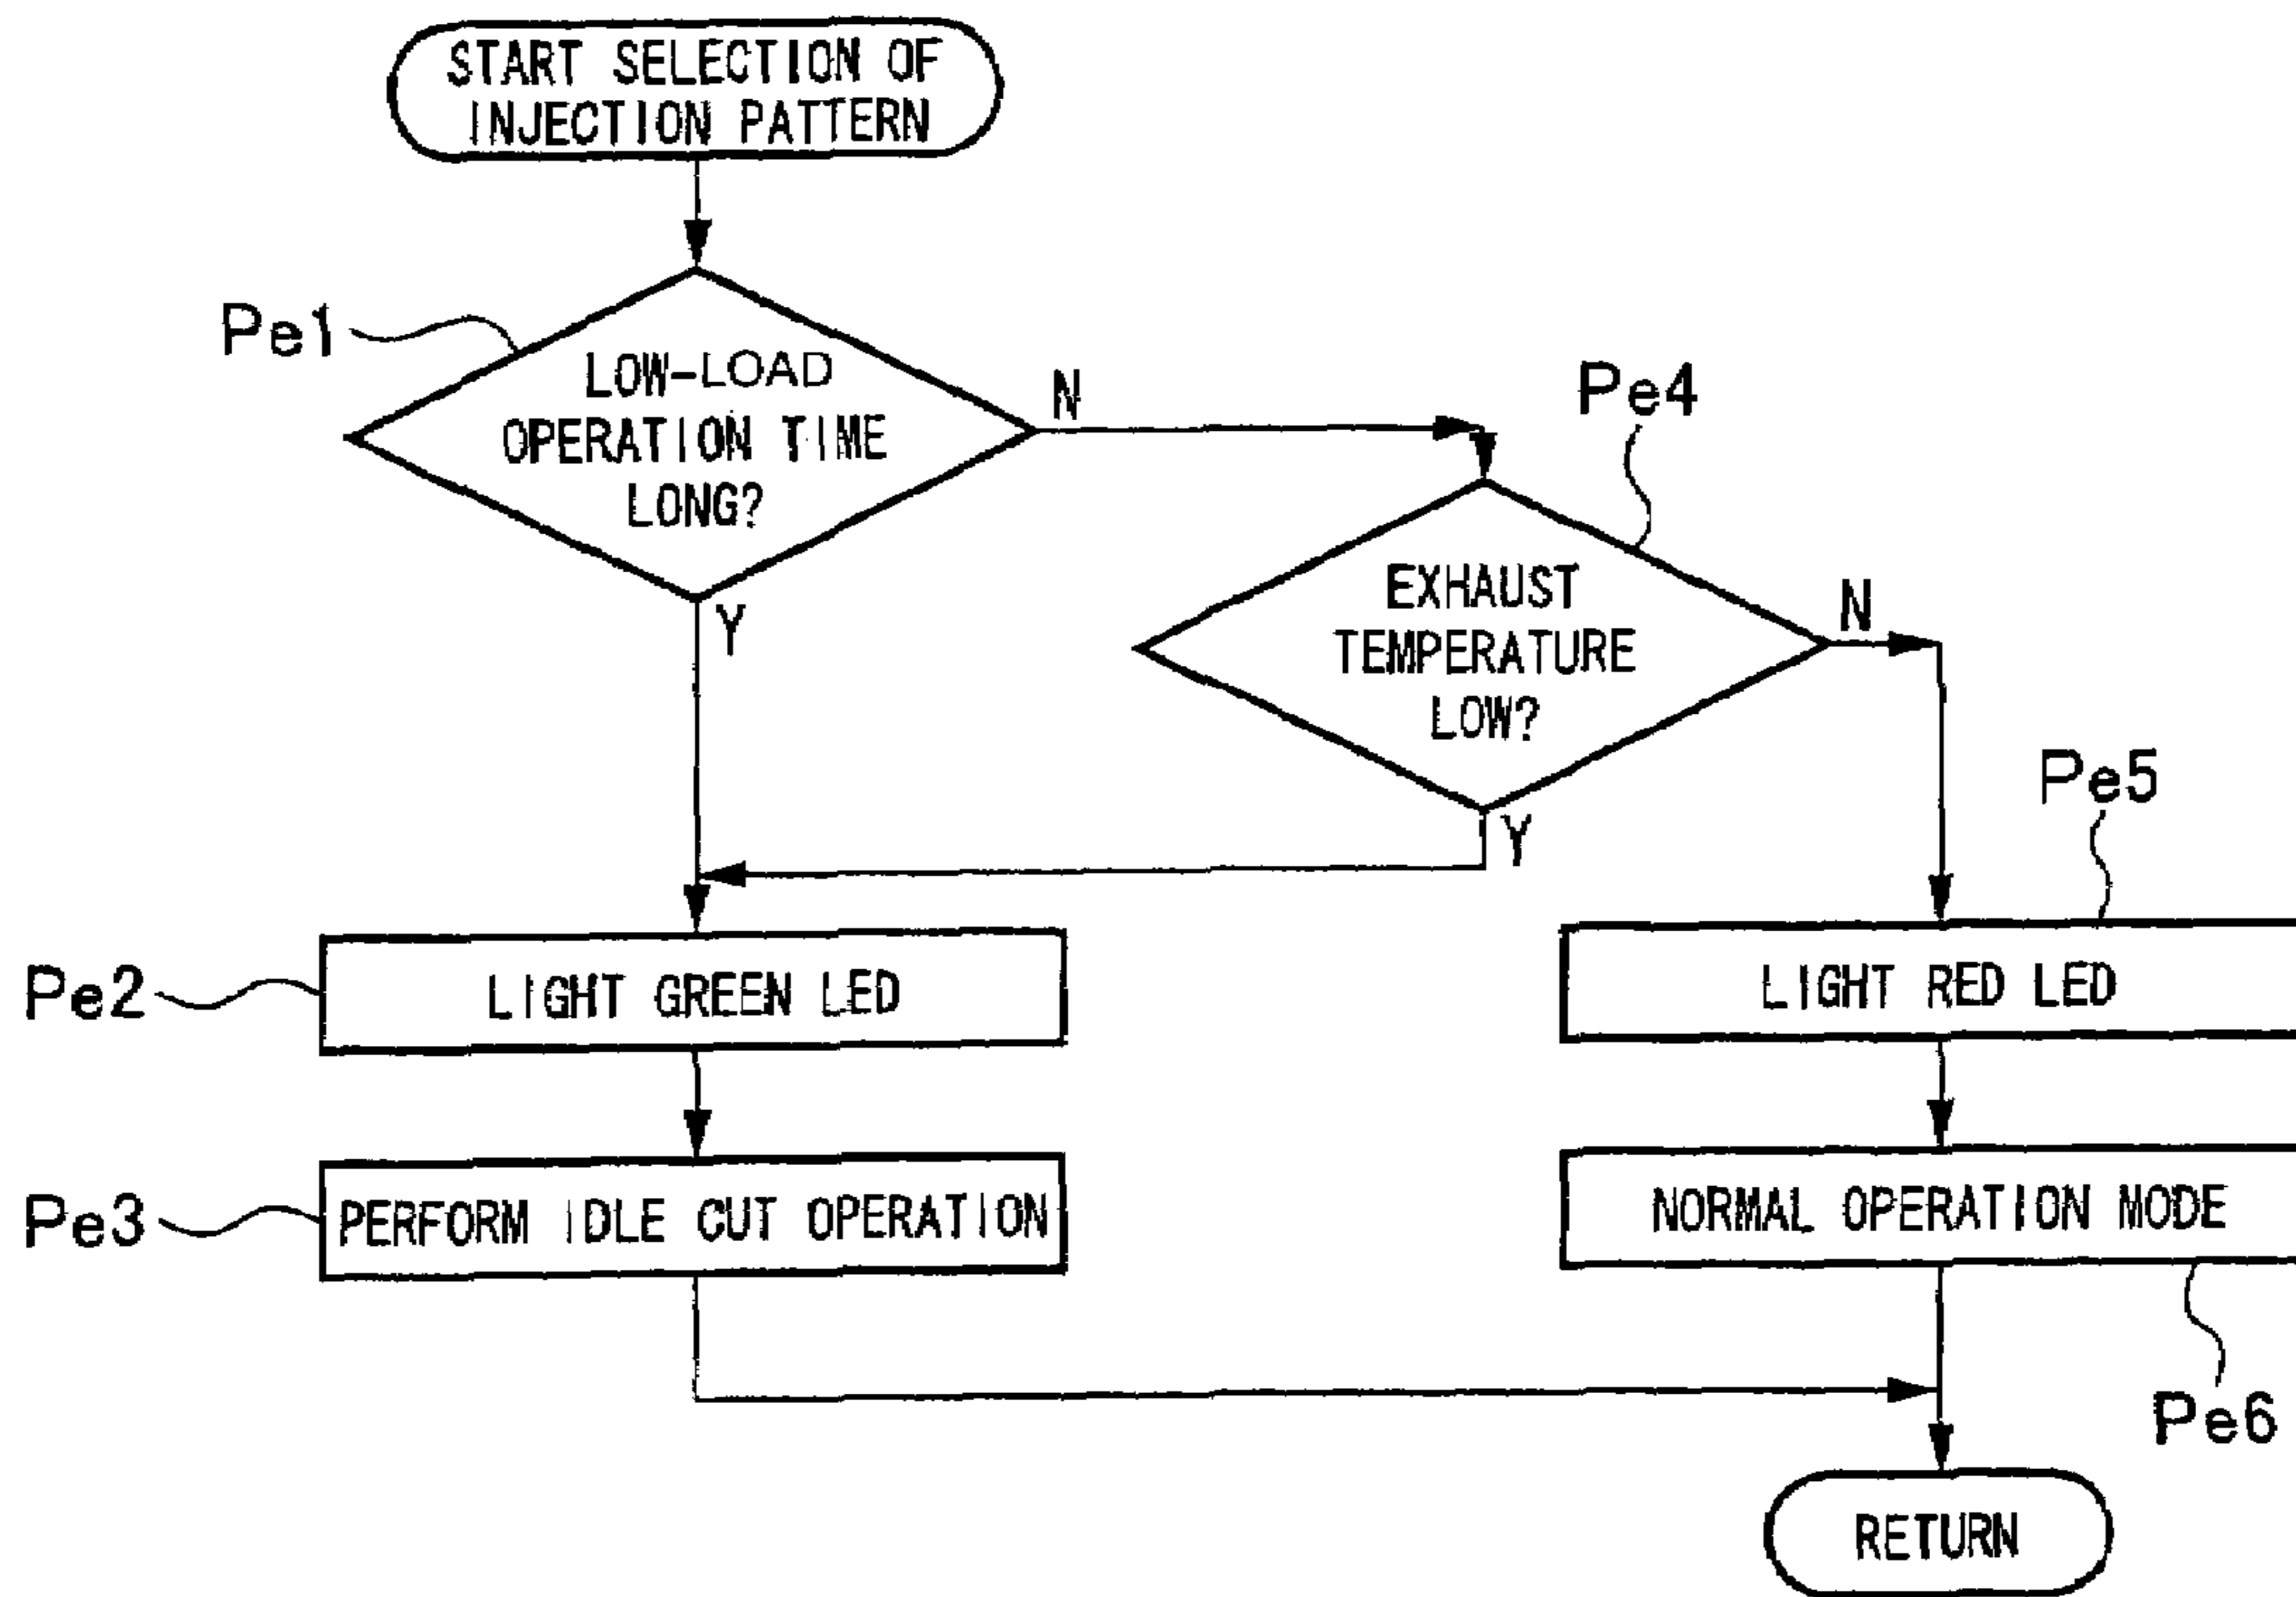 START SELECTION OF
INJECTION PATTERN
Pe1
LOW-LOAD
OPERATION TIME
LONG?
N
Y
Pe4
EXHAUST
TEMPERATURE
LOW?
N
Y
Pe5
Pe2
LIGHT GREEN LED
LIGHT RED LED
Pe3
PERFORM IDLE CUT OPERATION
NORMAL OPERATION MODE
Pe6
RETURN